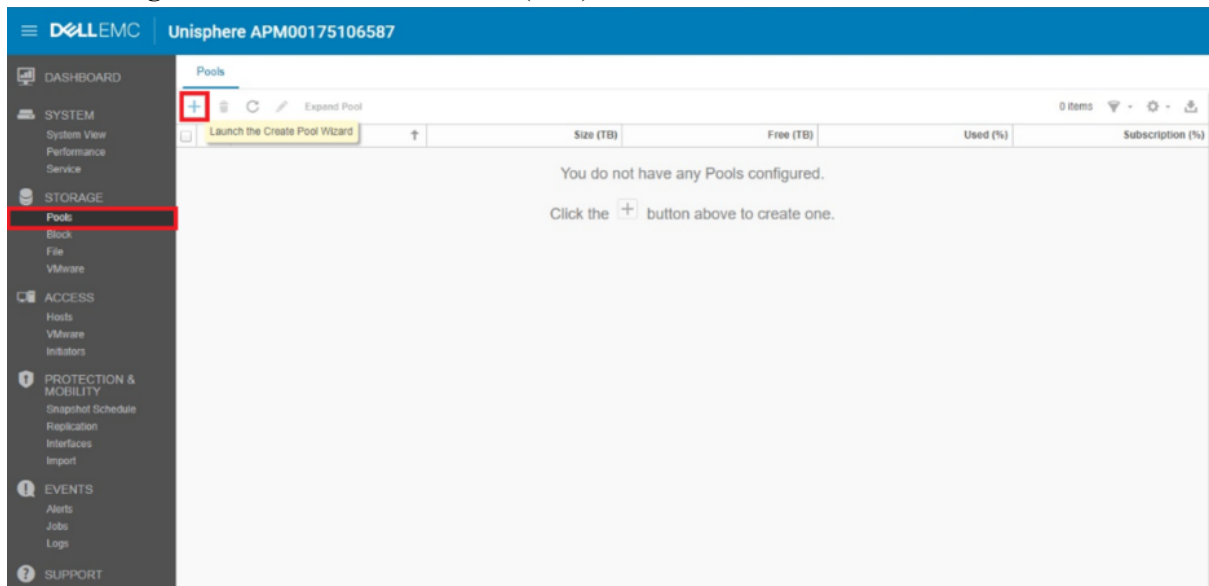 DELLEMC Unisphere APM00175106587
DASHBOARD
SYSTEM
System View
Performance
Service
STORAGE
Pools
Block
File
VMware
ACCESS
Hosts
VMware
Initiators
PROTECTION &
MOBILITY
Snapshot Schedule
Replication
Interfaces
Import
EVENTS
Alerts
Jobs
Logs
SUPPORT
Pools
Expand Pool 0 items
Launch the Create Pool Wizard
Size (TB) Free (TB) Used (%) Subscription (%)
You do not have any Pools configured.
Click the + button above to create one.